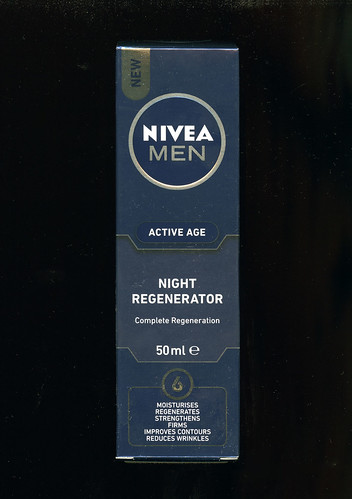 NEW
NIVEA
MEN
ACTIVE AGE
NIGHT
REGENERATOR
Complete Regeneration
50ml ℮
6
MOISTURISES
REGENERATES
STRENGTHENS
FIRMS
IMPROVES CONTOURS
REDUCES WRINKLES